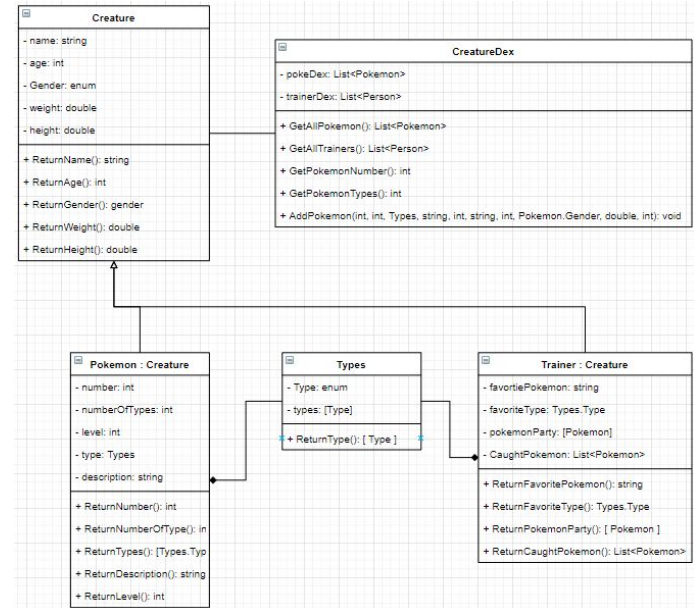 Creature
- name: string
- age: int
- Gender: enum
- weight: double
- height: double
+ ReturnName(): string
+ ReturnAge(): int
+ ReturnGender(): gender
+ ReturnWeight(): double
+ ReturnHeight(): double
CreatureDex
- pokeDex: List<Pokemon>
- trainerDex: List<Person>
+ GetAllPokemon(): List<Pokemon>
+ GetAllTrainers(): List<Person>
+ GetPokemonNumber(): int
+ GetPokemonTypes(): int
+ AddPokemon(int, int, Types, string, int, string, int, Pokemon.Gender, double, int): void
Pokemon : Creature
- number: int
- numberOfTypes: int
- level: int
- type: Types
- description: string
+ ReturnNumber(): int
+ ReturnNumberOfType(): in
+ ReturnTypes(): [Types.Typ
+ ReturnDescription(): string
+ ReturnLevel(): int
Types
- Type: enum
- types: [Type]
+ ReturnType(): [ Type ]
Trainer : Creature
- favortiePokemon: string
- favoriteType: Types.Type
- pokemonParty: [Pokemon]
- CaughtPokemon: List<Pokemon>
+ ReturnFavoritePokemon(): string
+ ReturnFavoriteType(): Types.Type
+ ReturnPokemonParty(): [ Pokemon ]
+ ReturnCaughtPokemon(): List<Pokemon>